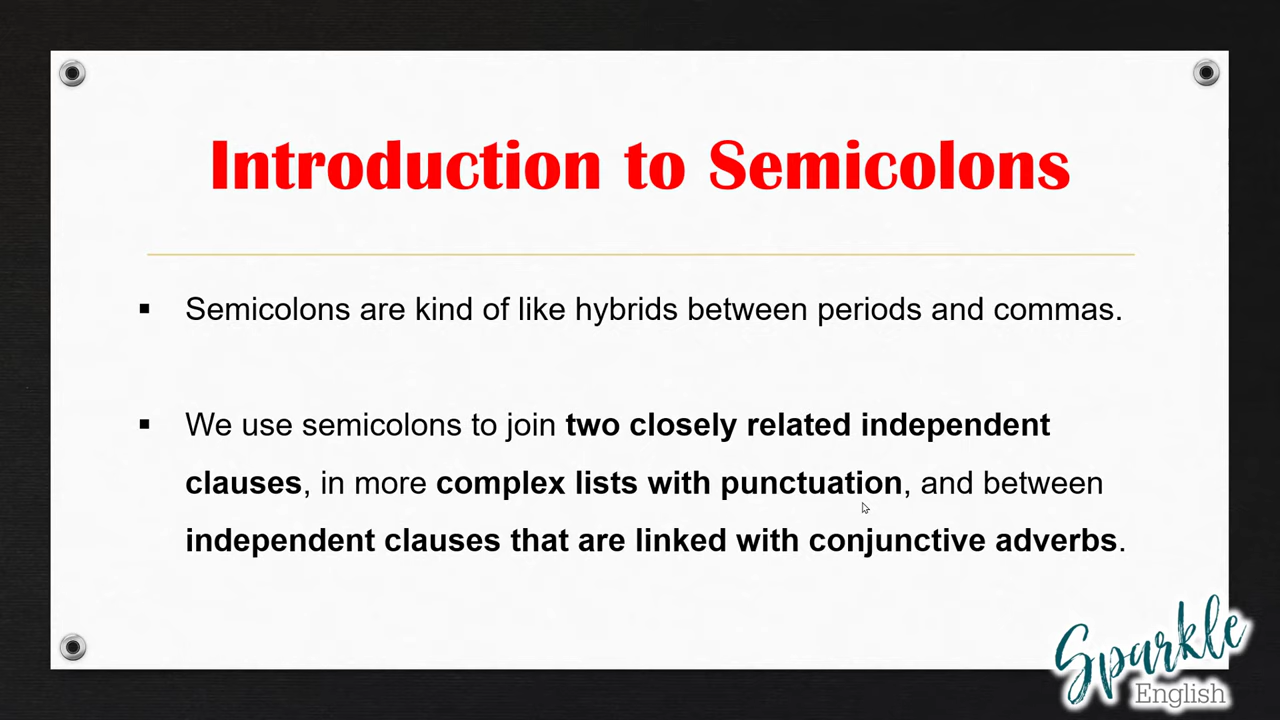 Introduction to Semicolons
▪ Semicolons are kind of like hybrids between periods and commas.
▪ We use semicolons to join two closely related independent
clauses, in more complex lists with punctuation, and between
independent clauses that are linked with conjunctive adverbs.
Sparkle
English